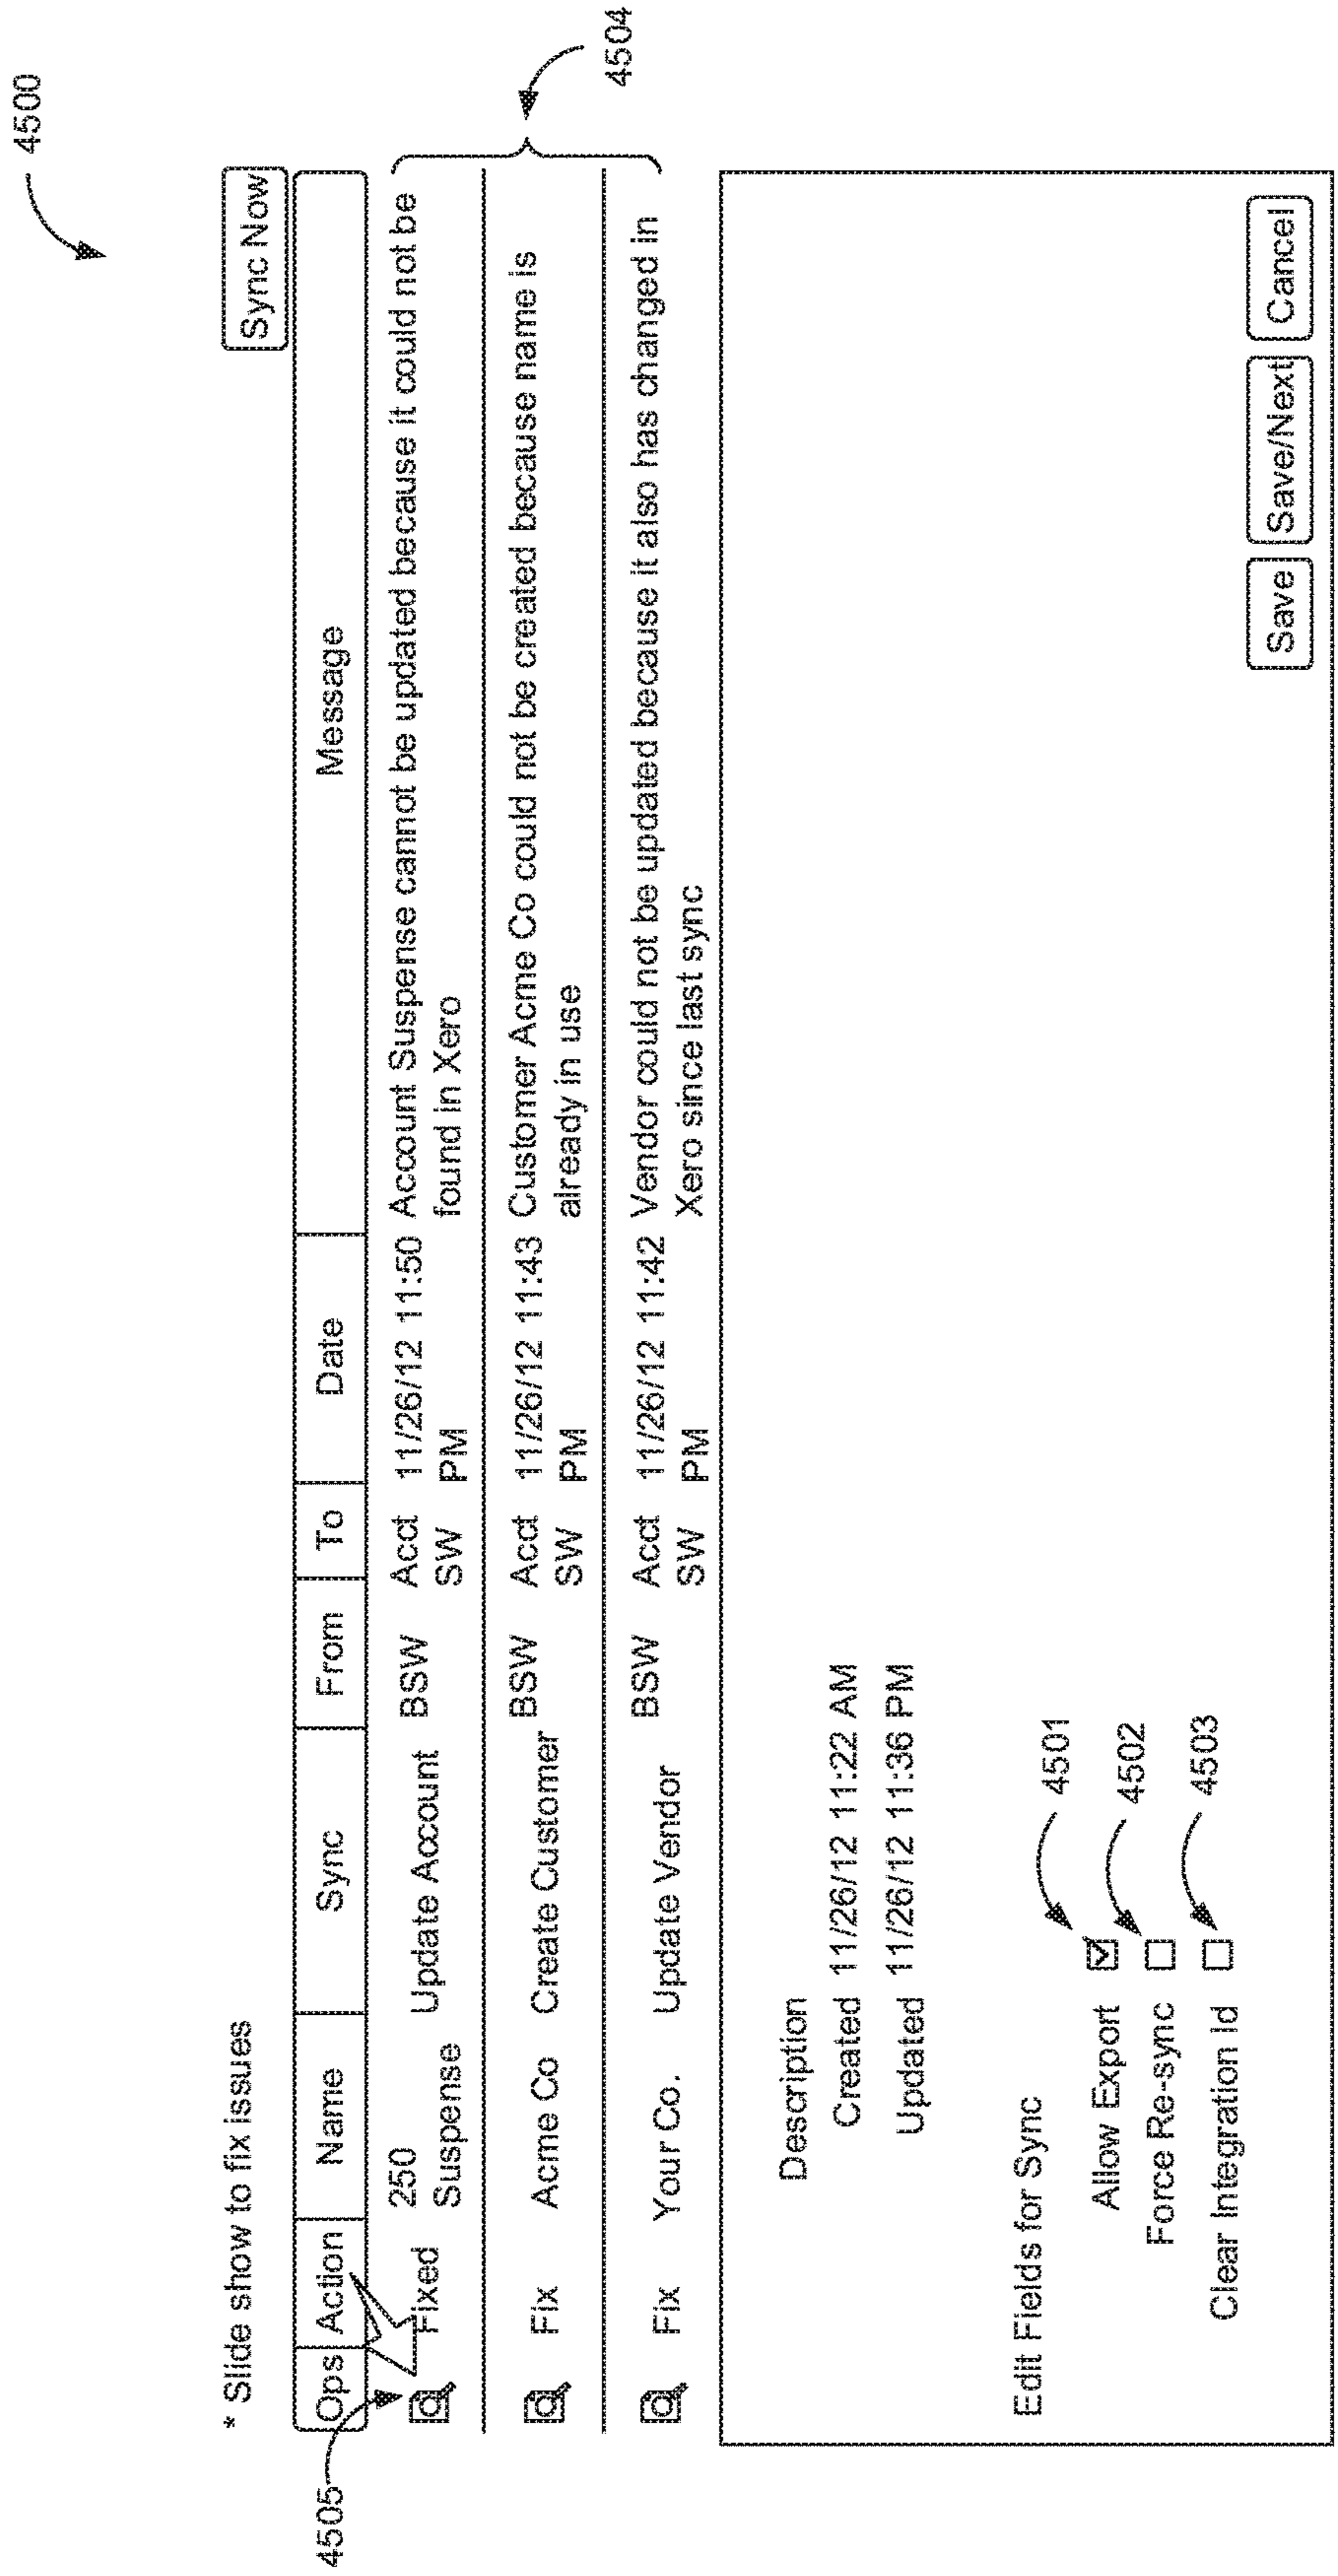 4500
* Slide show to fix issues
Sync Now
Ops Action Name Sync From To Date Message
4505
Fixed 250 Update Account BSW Acct 11/26/12 11:50 Account Suspense cannot be updated because it could not be
Suspense SW PM found in Xero
Fix Acme Co Create Customer BSW Acct 11/26/12 11:43 Customer Acme Co could not be created because name is
SW PM already in use
Fix Your Co. Update Vendor BSW Acct 11/26/12 11:42 Vendor could not be updated because it also has changed in
SW PM Xero since last sync
4504
Description
Created 11/26/12 11:22 AM
Updated 11/26/12 11:36 PM
Edit Fields for Sync
4501
Allow Export
4502
Force Re-sync
4503
Clear Integration Id
Save Save/Next Cancel